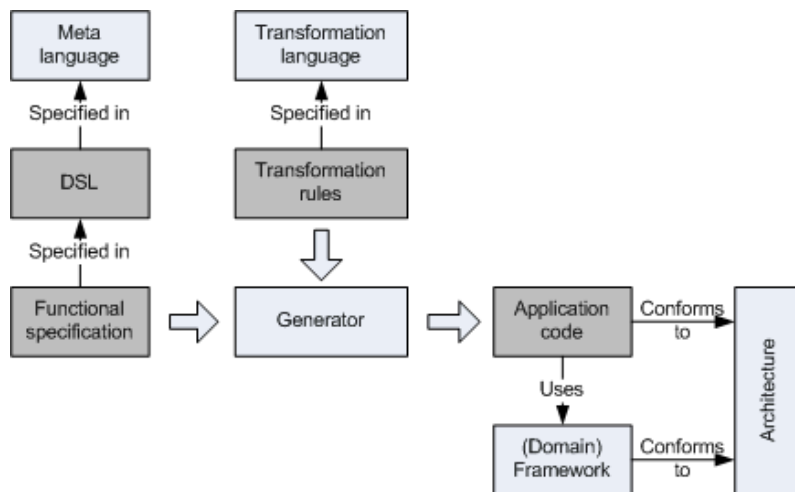 Meta
language
Transformation
language
Specified in
Specified in
DSL
Transformation
rules
Specified in
Functional
specification
Generator
Application
code
Conforms
to
Uses
(Domain)
Framework
Conforms
to
Architecture